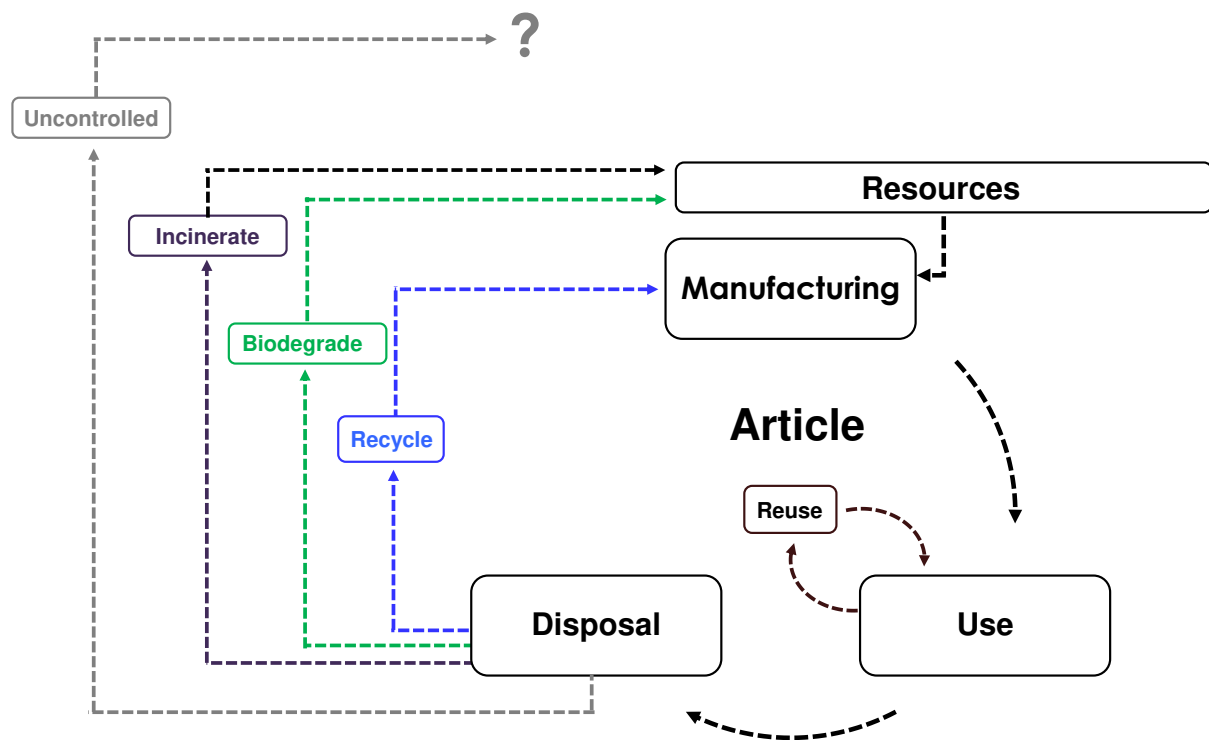 ?
Uncontrolled
Resources
Incinerate
Manufacturing
Biodegrade
Article
Recycle
Reuse
Disposal
Use